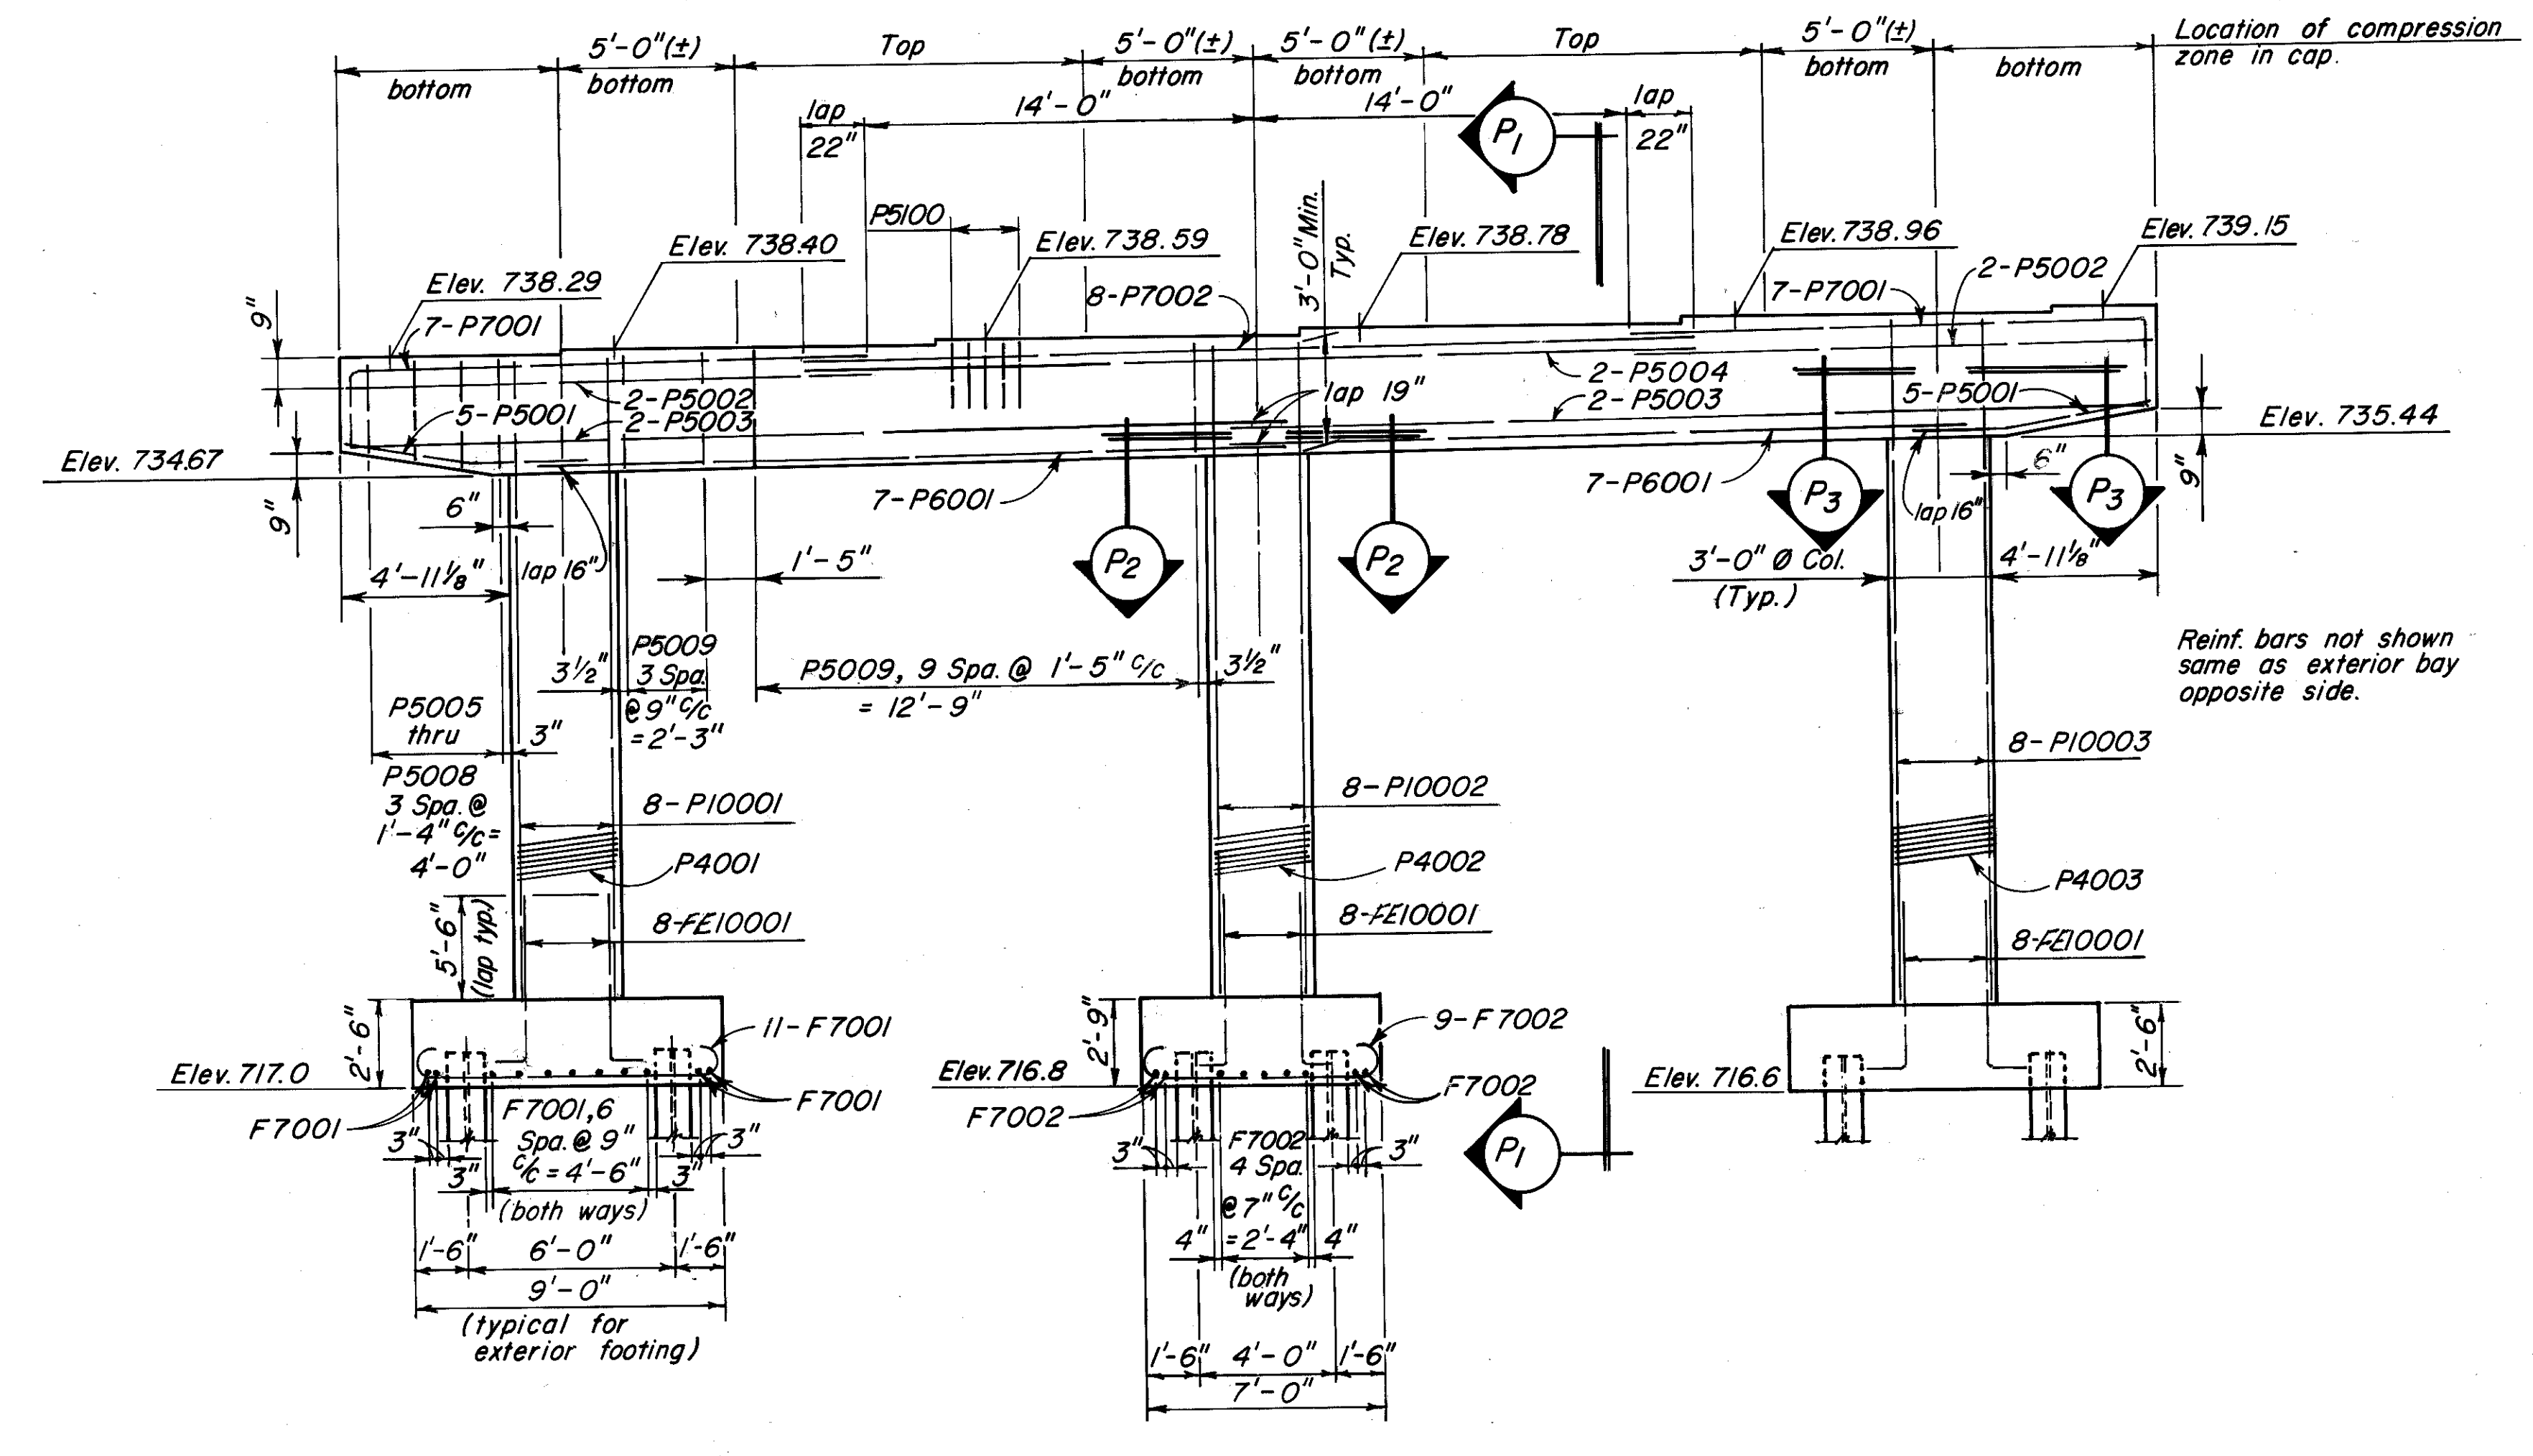 5'-0"(±)
Top
5'-0"(±)
5'-0"(±)
Top
5'-0"(±)
Location of compression
zone in cap.
bottom
bottom
bottom
bottom
bottom
bottom
lap
22"
14'-0"
14'-0"
P1
lap
22"
P5100
3'-0" Min.
Typ.
Elev. 738.29
Elev. 738.40
Elev. 738.59
Elev. 738.78
Elev. 738.96
Elev. 739.15
9"
7-P7001
8-P7002
7-P7001
2-P5002
2-P5002
5-P5001
2-P5003
lap 19"
2-P5004
2-P5003
5-P5001
Elev. 734.67
Elev. 735.44
9"
6"
7-P6001
7-P6001
P3
lap 16"
6"
P3
9"
4'-11 1/8"
lap 16"
1'-5"
P2
P2
3'-0" Ø Col.
(Typ.)
4'-11 1/8"
3 1/2"
P5009
3 Spa.
@ 9" c/c
=2'-3"
P5009, 9 Spa. @ 1'-5" c/c
= 12'-9"
3 1/2"
Reinf. bars not shown
same as exterior bay
opposite side.
P5005
thru
P5008
3 Spa. @
1'-4" c/c=
4'-0"
3"
8-P10001
8-P10002
8-P10003
P4001
P4002
P4003
5'-6"
(lap typ.)
8-FE10001
8-FE10001
8-FE10001
2'-6"
11-F7001
2'-9"
9-F7002
2'-6"
Elev. 717.0
Elev. 716.8
Elev. 716.6
F7001
F7001
F7002
F7002
3"
3"
F7001,6
Spa. @ 9"
c/c = 4'-6"
(both ways)
3"
3"
3"
F7002
4 Spa.
@ 7" c/c
=2'-4"
(both
ways)
4"
4"
3"
P1
1'-6"
6'-0"
1'-6"
9'-0"
(typical for
exterior footing)
1'-6"
4'-0"
1'-6"
7'-0"